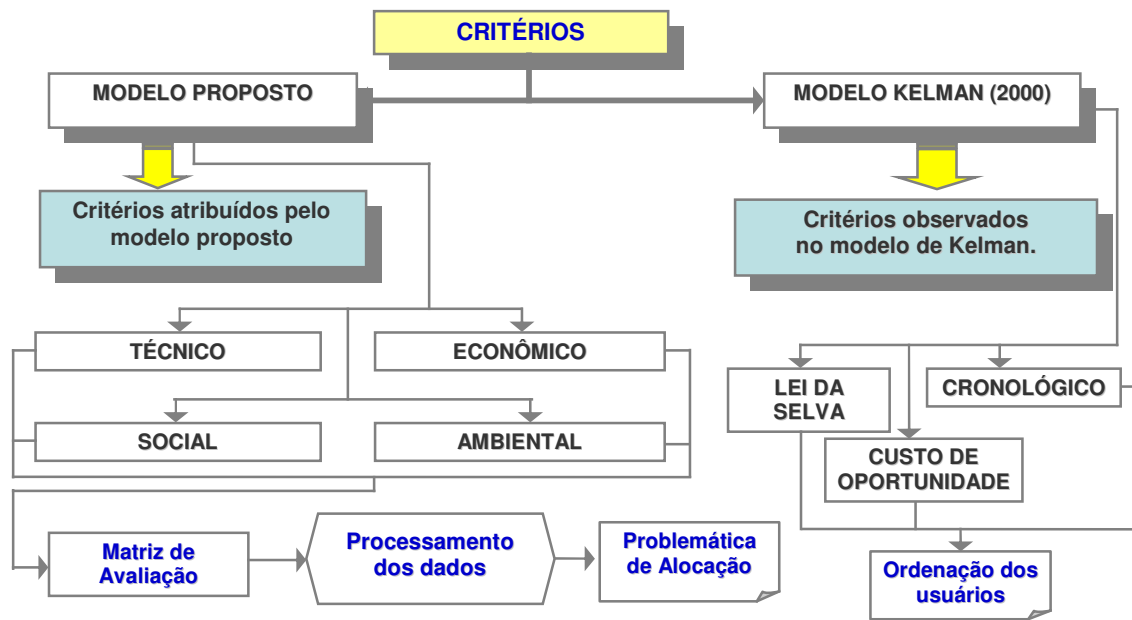 CRITÉRIOS
MODELO PROPOSTO
MODELO KELMAN (2000)
Critérios atribuídos pelo
modelo proposto
Critérios observados
no modelo de Kelman.
TÉCNICO
ECONÔMICO
SOCIAL
AMBIENTAL
LEI DA
SELVA
CRONOLÓGICO
CUSTO DE
OPORTUNIDADE
Matriz de
Avaliação
Processamento
dos dados
Problemática
de Alocação
Ordenação dos
usuários